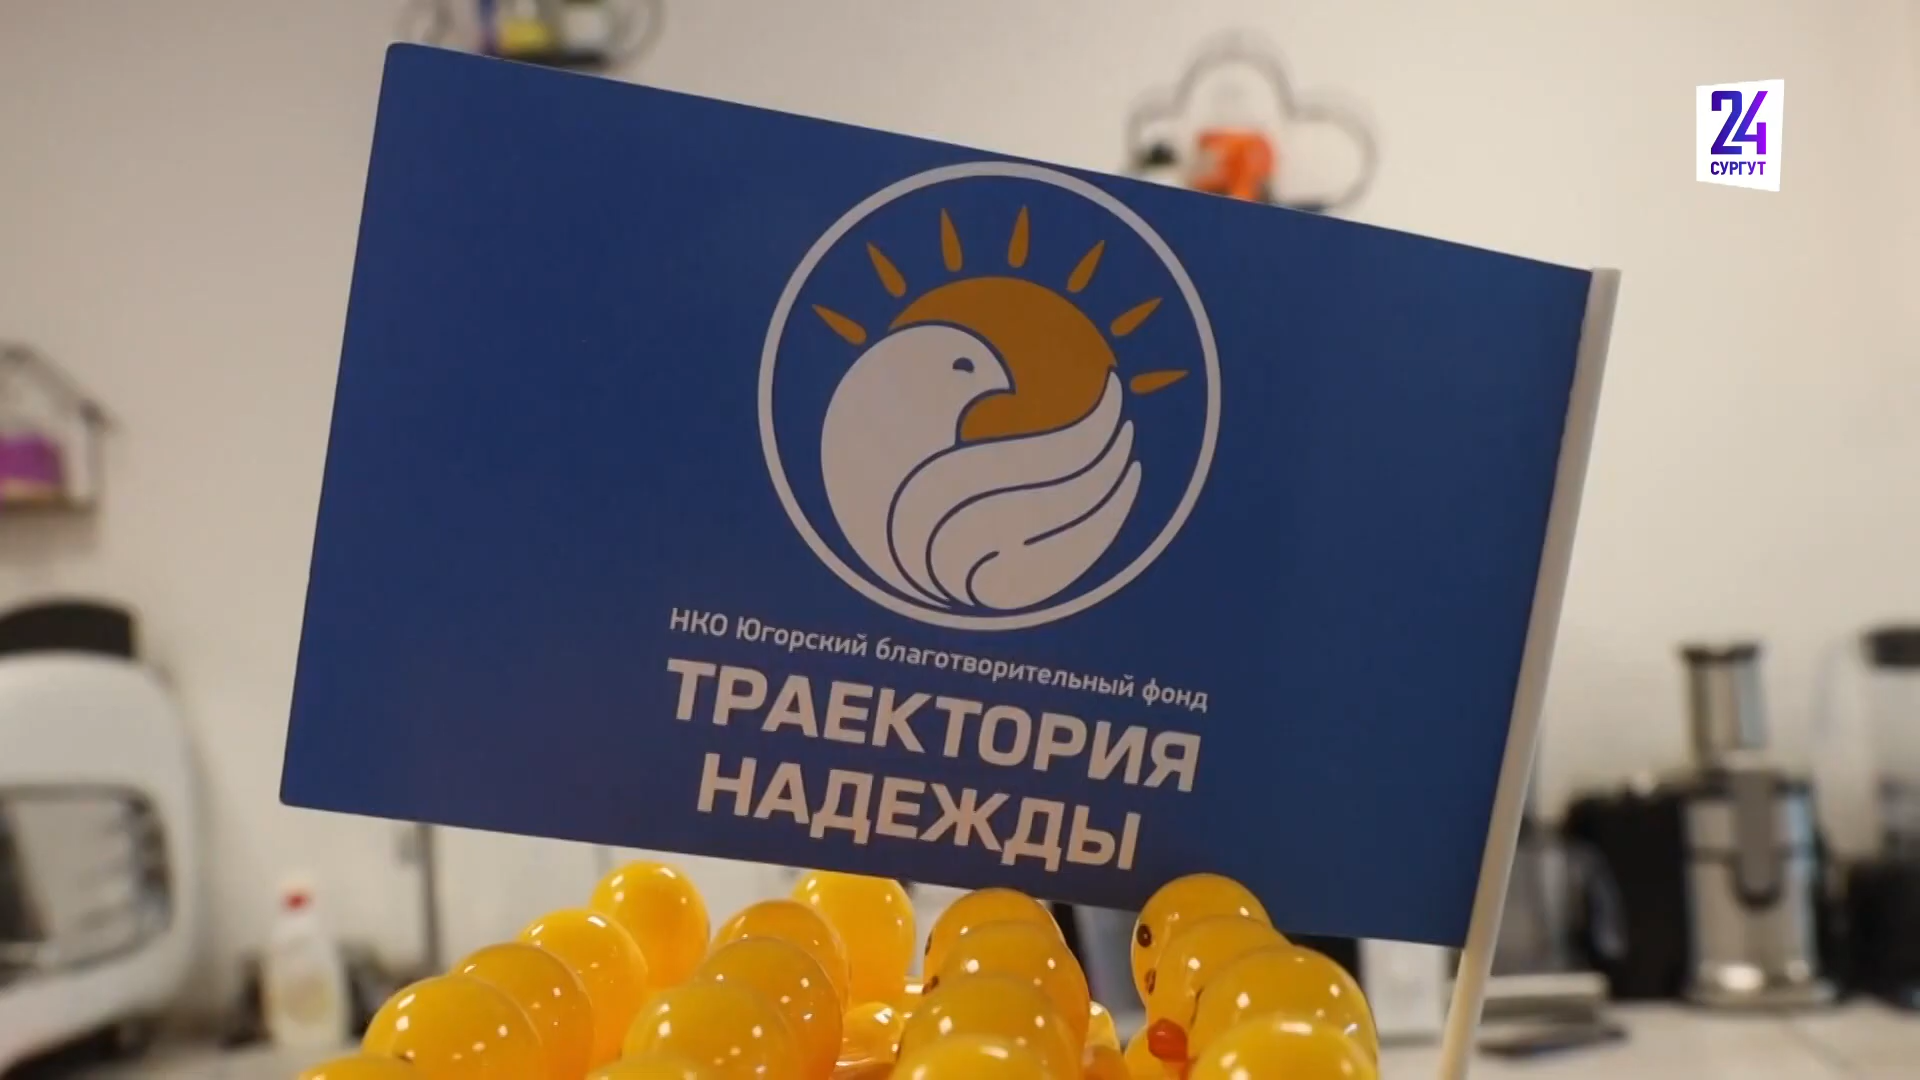 24
СУРГУТ
НКО Югорский благотворительный фонд
ТРАЕКТОРИЯ
НАДЕЖДЫ